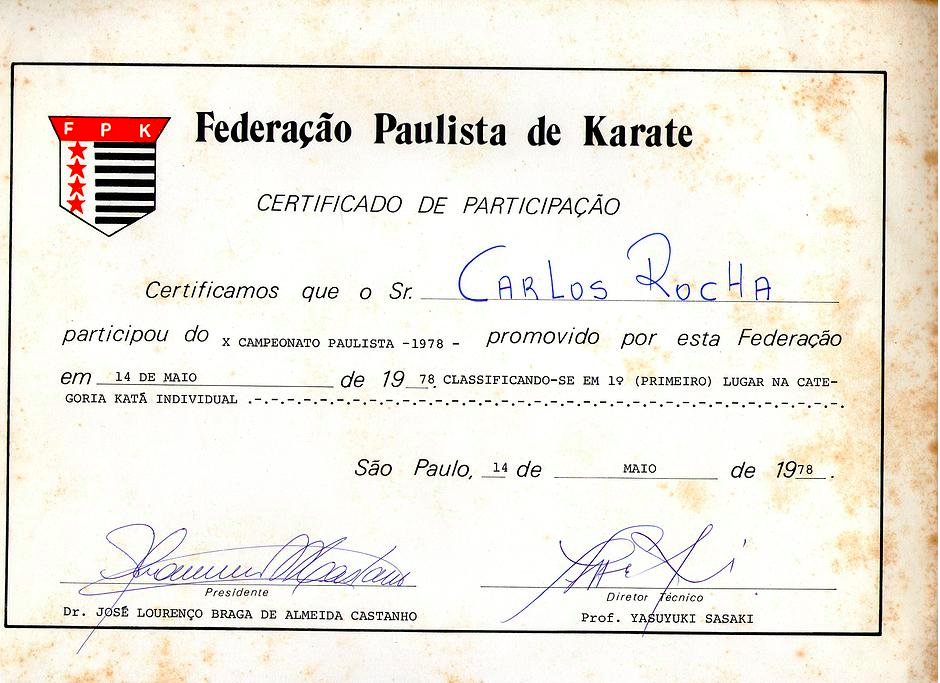 F P K
Federação Paulista de Karate
CERTIFICADO DE PARTICIPAÇÃO
Certificamos que o Sr. CARLOS ROCHA
participou do X CAMPEONATO PAULISTA -1978 - promovido por esta Federação
em 14 DE MAIO de 1978. CLASSIFICANDO-SE EM 1º (PRIMEIRO) LUGAR NA CATE-
GORIA KATÃ INDIVIDUAL .-.-.-.-.-.-.-.-.-.-.-.-.-.-.-.-.-.-.-.-.-.-.-.-.-.-.-.-.-.-.-.-.-.
São Paulo, 14 de MAIO de 1978.
Presidente
Diretor Técnico
Dr. JOSÉ LOURENÇO BRAGA DE ALMEIDA CASTANHO
Prof. YASUYUKI SASAKI